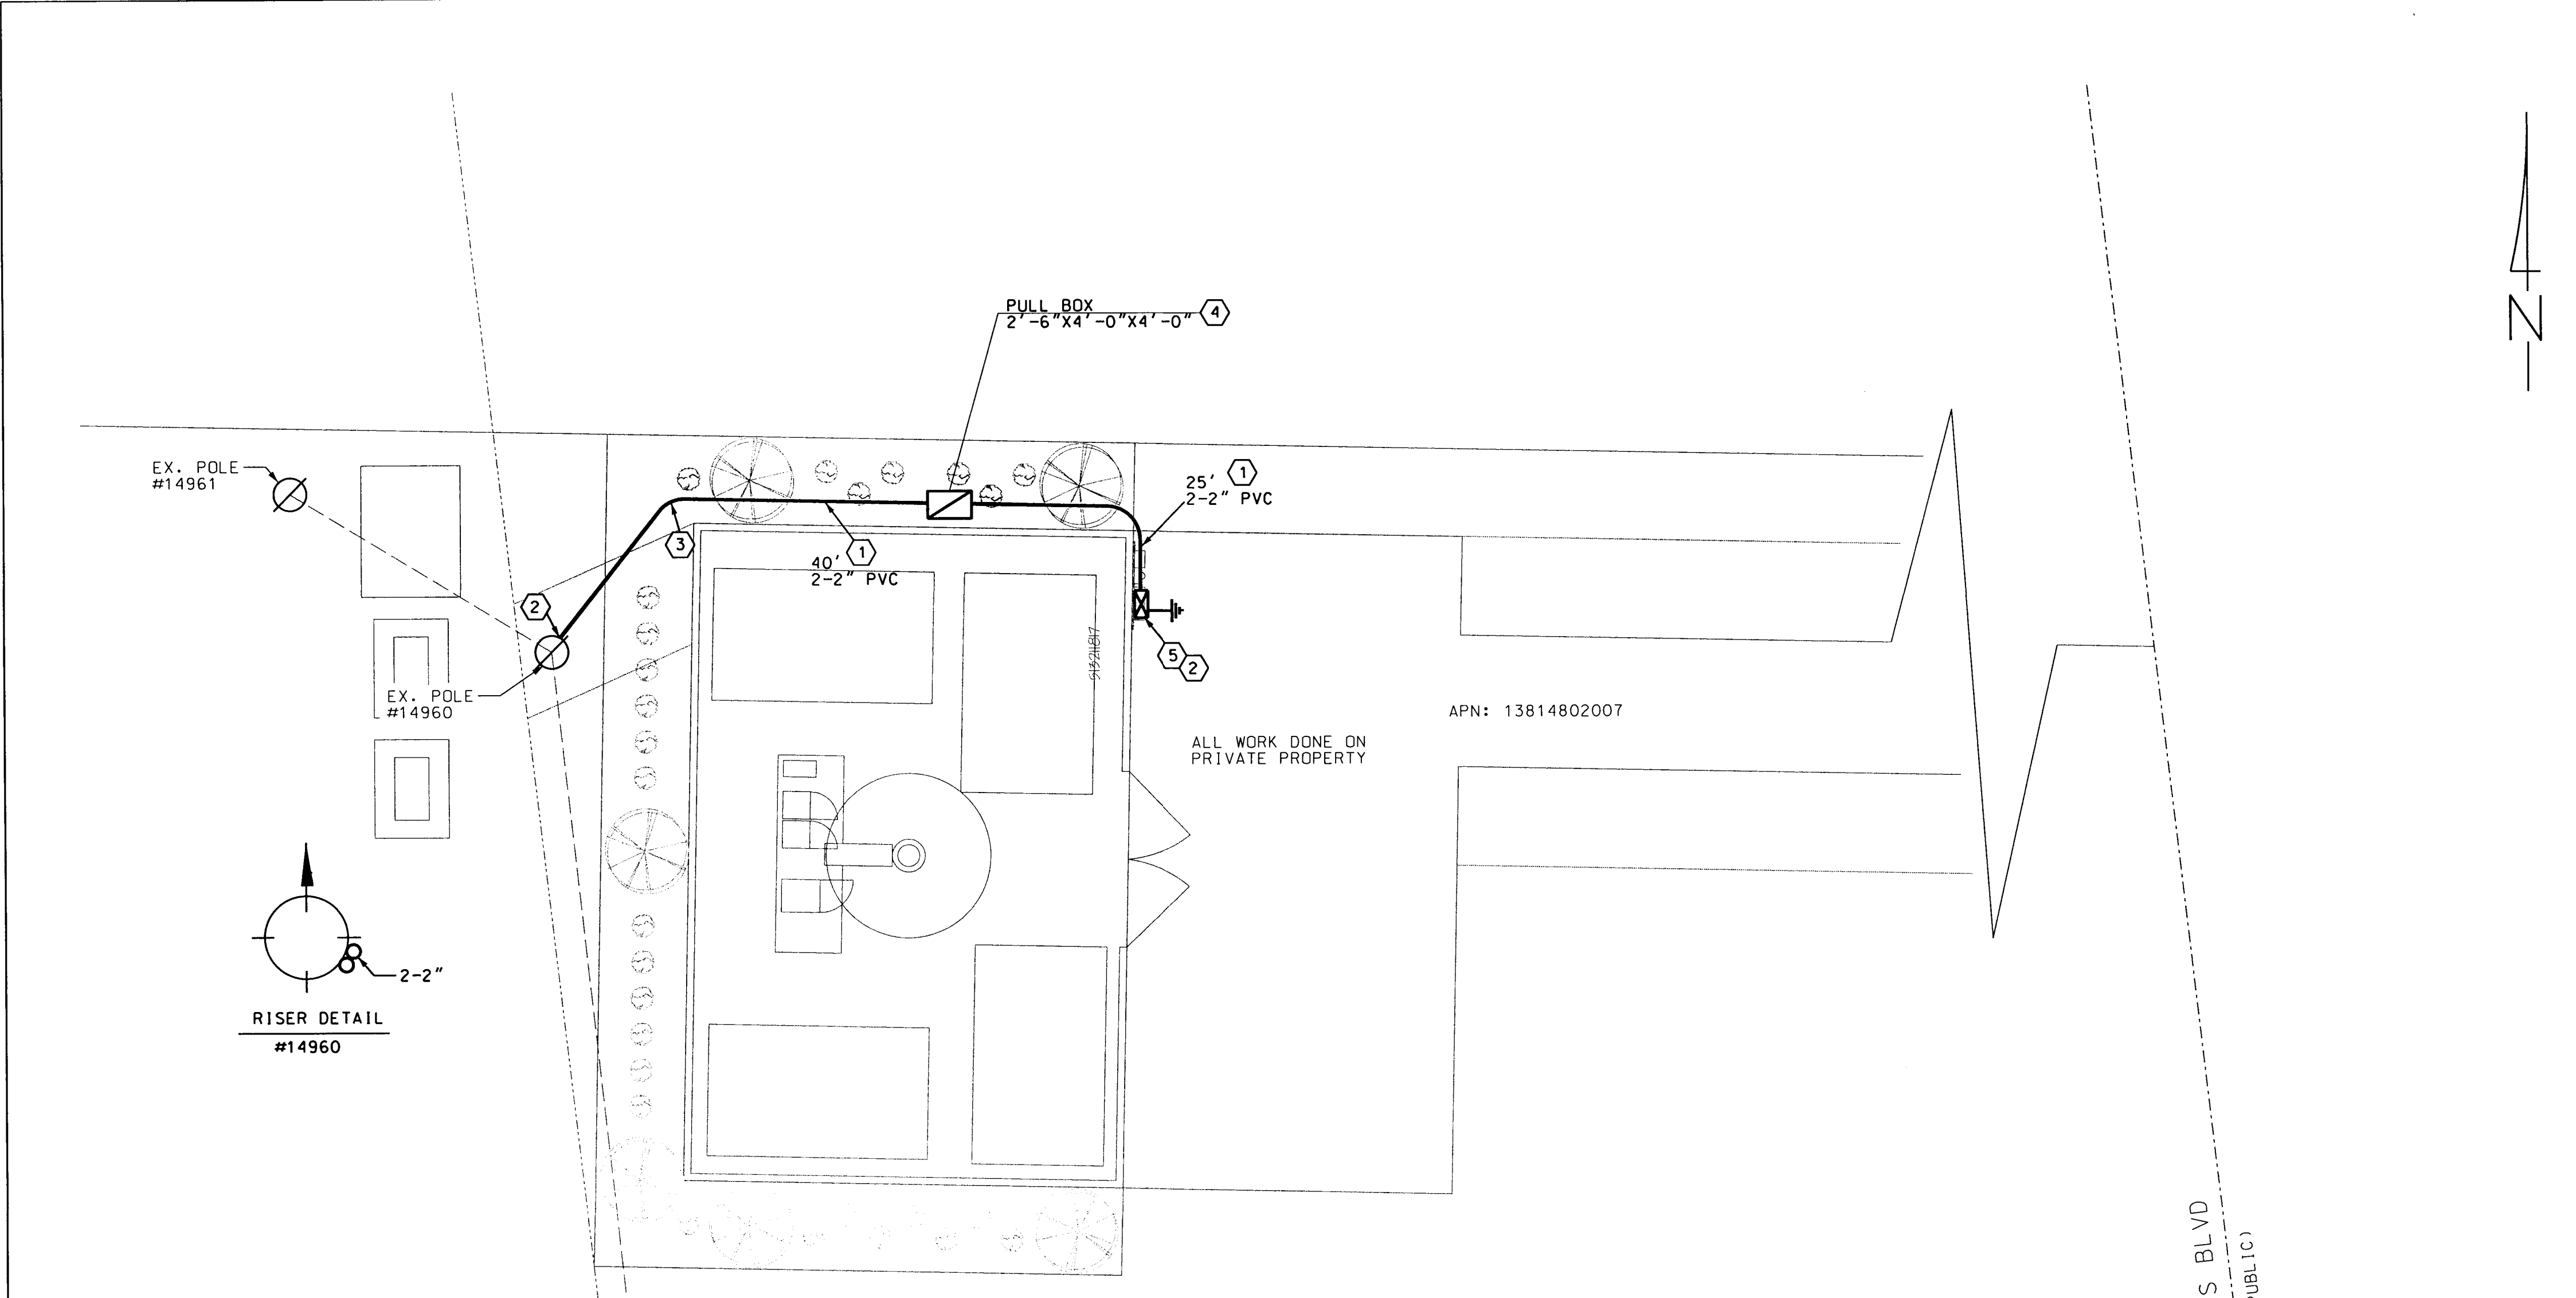 PULL BOX
2'-6"X4'-0"X4'-0"
4
N
EX. POLE
#14961
25'
1
2-2" PVC
3
40'
1
2-2" PVC
2
5
2
EX. POLE
#14960
APN: 13814802007
ALL WORK DONE ON
PRIVATE PROPERTY
2-2"
RISER DETAIL
#14960
S BLVD